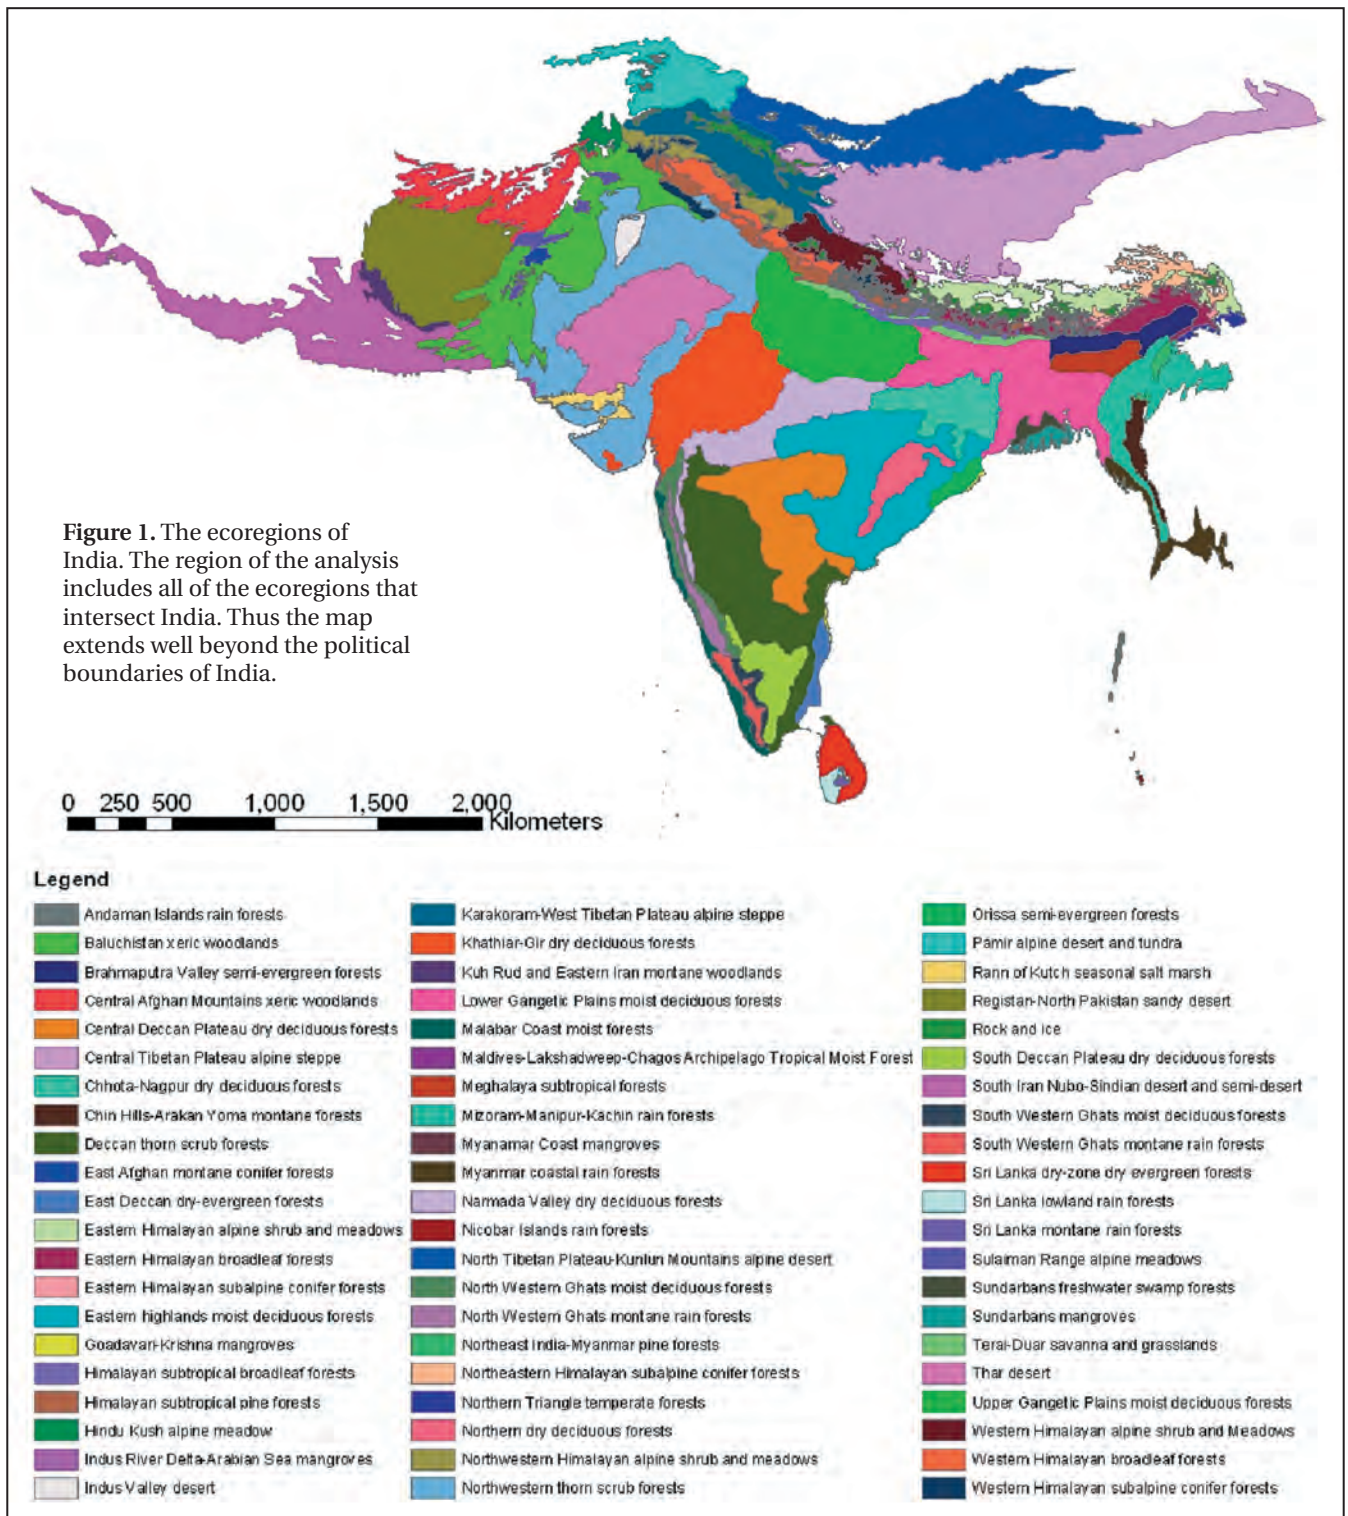 Figure 1. The ecoregions of
India. The region of the analysis
includes all of the ecoregions that
intersect India. Thus the map
extends well beyond the political
boundaries of India.
0 250 500 1,000 1,500 2,000
Kilometers
Legend
Andaman Islands rain forests
Baluchistan xeric woodlands
Brahmaputra Valley semi-evergreen forests
Central Afghan Mountains xeric woodlands
Central Deccan Plateau dry deciduous forests
Central Tibetan Plateau alpine steppe
Chhota-Nagpur dry deciduous forests
Chin Hills-Arakan Yoma montane forests
Deccan thorn scrub forests
East Afghan montane conifer forests
East Deccan dry-evergreen forests
Eastern Himalayan alpine shrub and meadows
Eastern Himalayan broadleaf forests
Eastern Himalayan subalpine conifer forests
Eastern highlands moist deciduous forests
Goadavari-Krishna mangroves
Himalayan subtropical broadleaf forests
Himalayan subtropical pine forests
Hindu Kush alpine meadow
Indus River Delta-Arabian Sea mangroves
Indus Valley desert
Karakoram-West Tibetan Plateau alpine steppe
Khathiar-Gir dry deciduous forests
Kuh Rud and Eastern Iran montane woodlands
Lower Gangetic Plains moist deciduous forests
Malabar Coast moist forests
Maldives-Lakshadweep-Chagos Archipelago Tropical Moist Forest
Meghalaya subtropical forests
Mizoram-Manipur-Kachin rain forests
Myanamar Coast mangroves
Myanmar coastal rain forests
Narmada Valley dry deciduous forests
Nicobar Islands rain forests
North Tibetan Plateau-Kunlun Mountains alpine desert
North Western Ghats moist deciduous forests
North Western Ghats montane rain forests
Northeast India-Myanmar pine forests
Northeastern Himalayan subalpine conifer forests
Northern Triangle temperate forests
Northern dry deciduous forests
Northwestern Himalayan alpine shrub and meadows
Northwestern thorn scrub forests
Orissa semi-evergreen forests
Pamir alpine desert and tundra
Rann of Kutch seasonal salt marsh
Registan-North Pakistan sandy desert
Rock and ice
South Deccan Plateau dry deciduous forests
South Iran Nubo-Sindian desert and semi-desert
South Western Ghats moist deciduous forests
South Western Ghats montane rain forests
Sri Lanka dry-zone dry evergreen forests
Sri Lanka lowland rain forests
Sri Lanka montane rain forests
Sulaiman Range alpine meadows
Sundarbans freshwater swamp forests
Sundarbans mangroves
Terai-Duar savanna and grasslands
Thar desert
Upper Gangetic Plains moist deciduous forests
Western Himalayan alpine shrub and Meadows
Western Himalayan broadleaf forests
Western Himalayan subalpine conifer forests